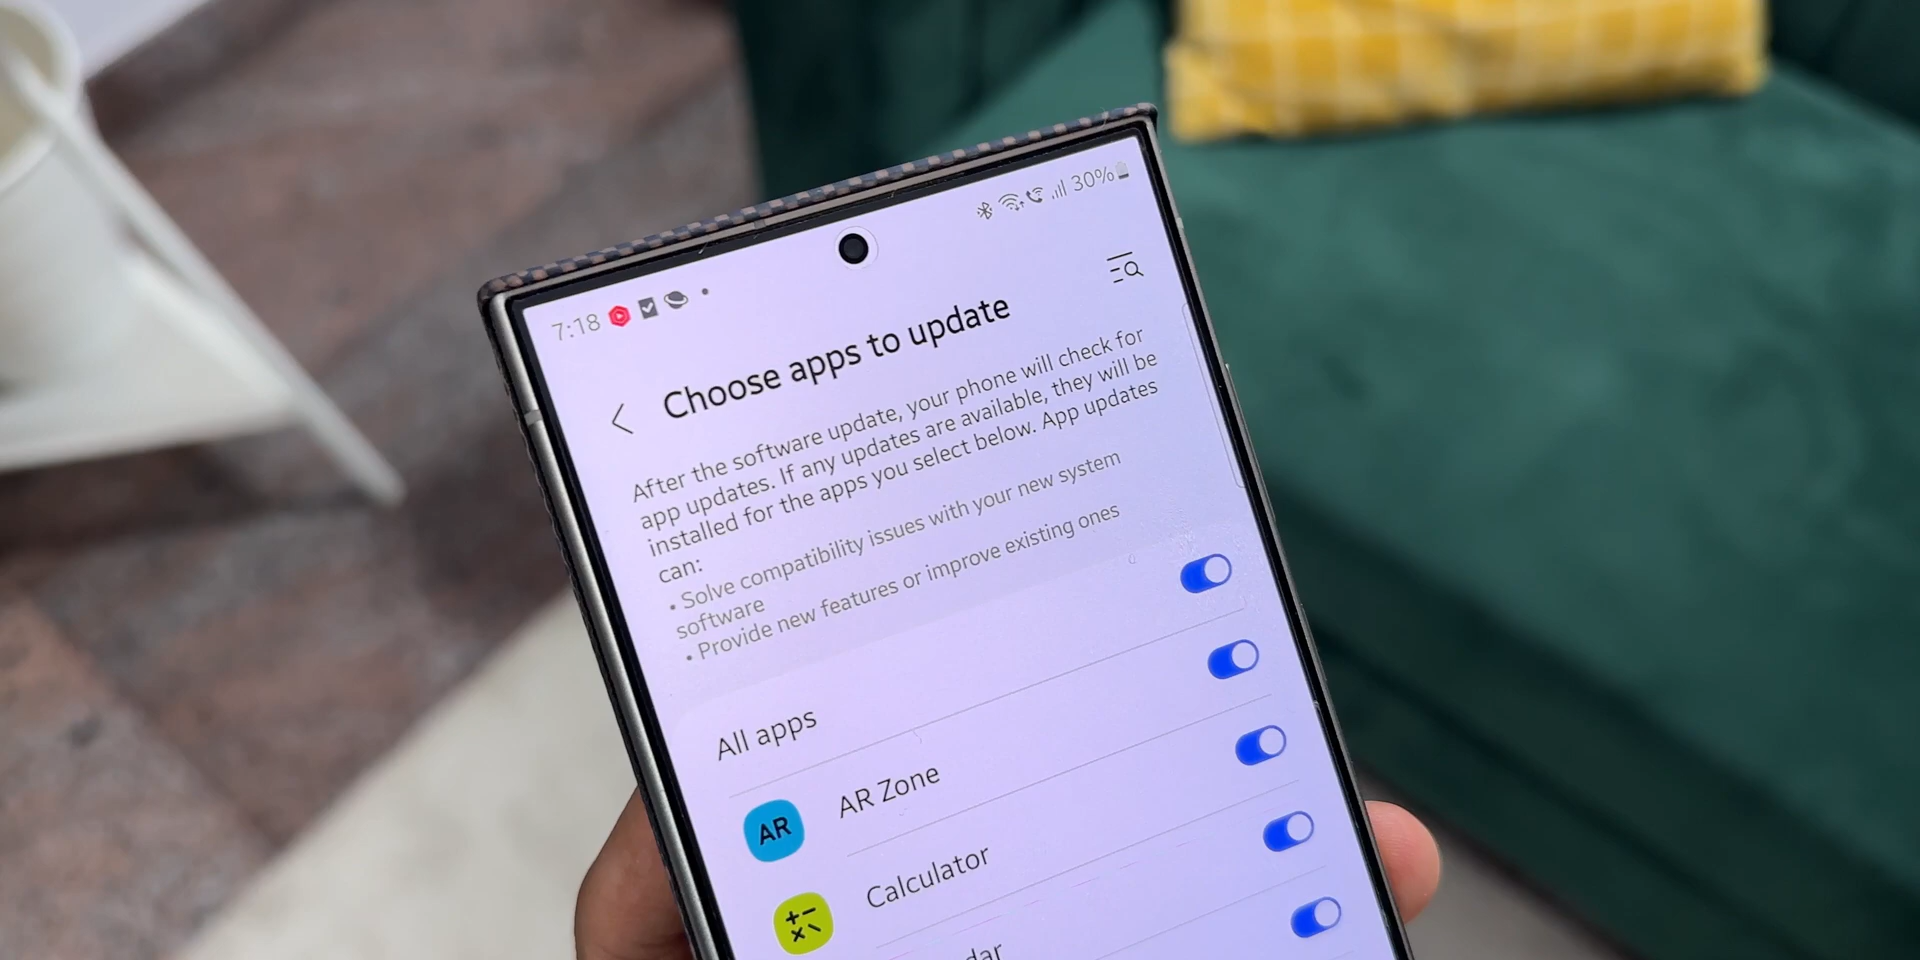 7:18
30%
Choose apps to update
After the software update, your phone will check for
app updates. If any updates are available, they will be
installed for the apps you select below. App updates
can:
• Solve compatibility issues with your new system
software
• Provide new features or improve existing ones
All apps
AR
AR Zone
Calculator
dar